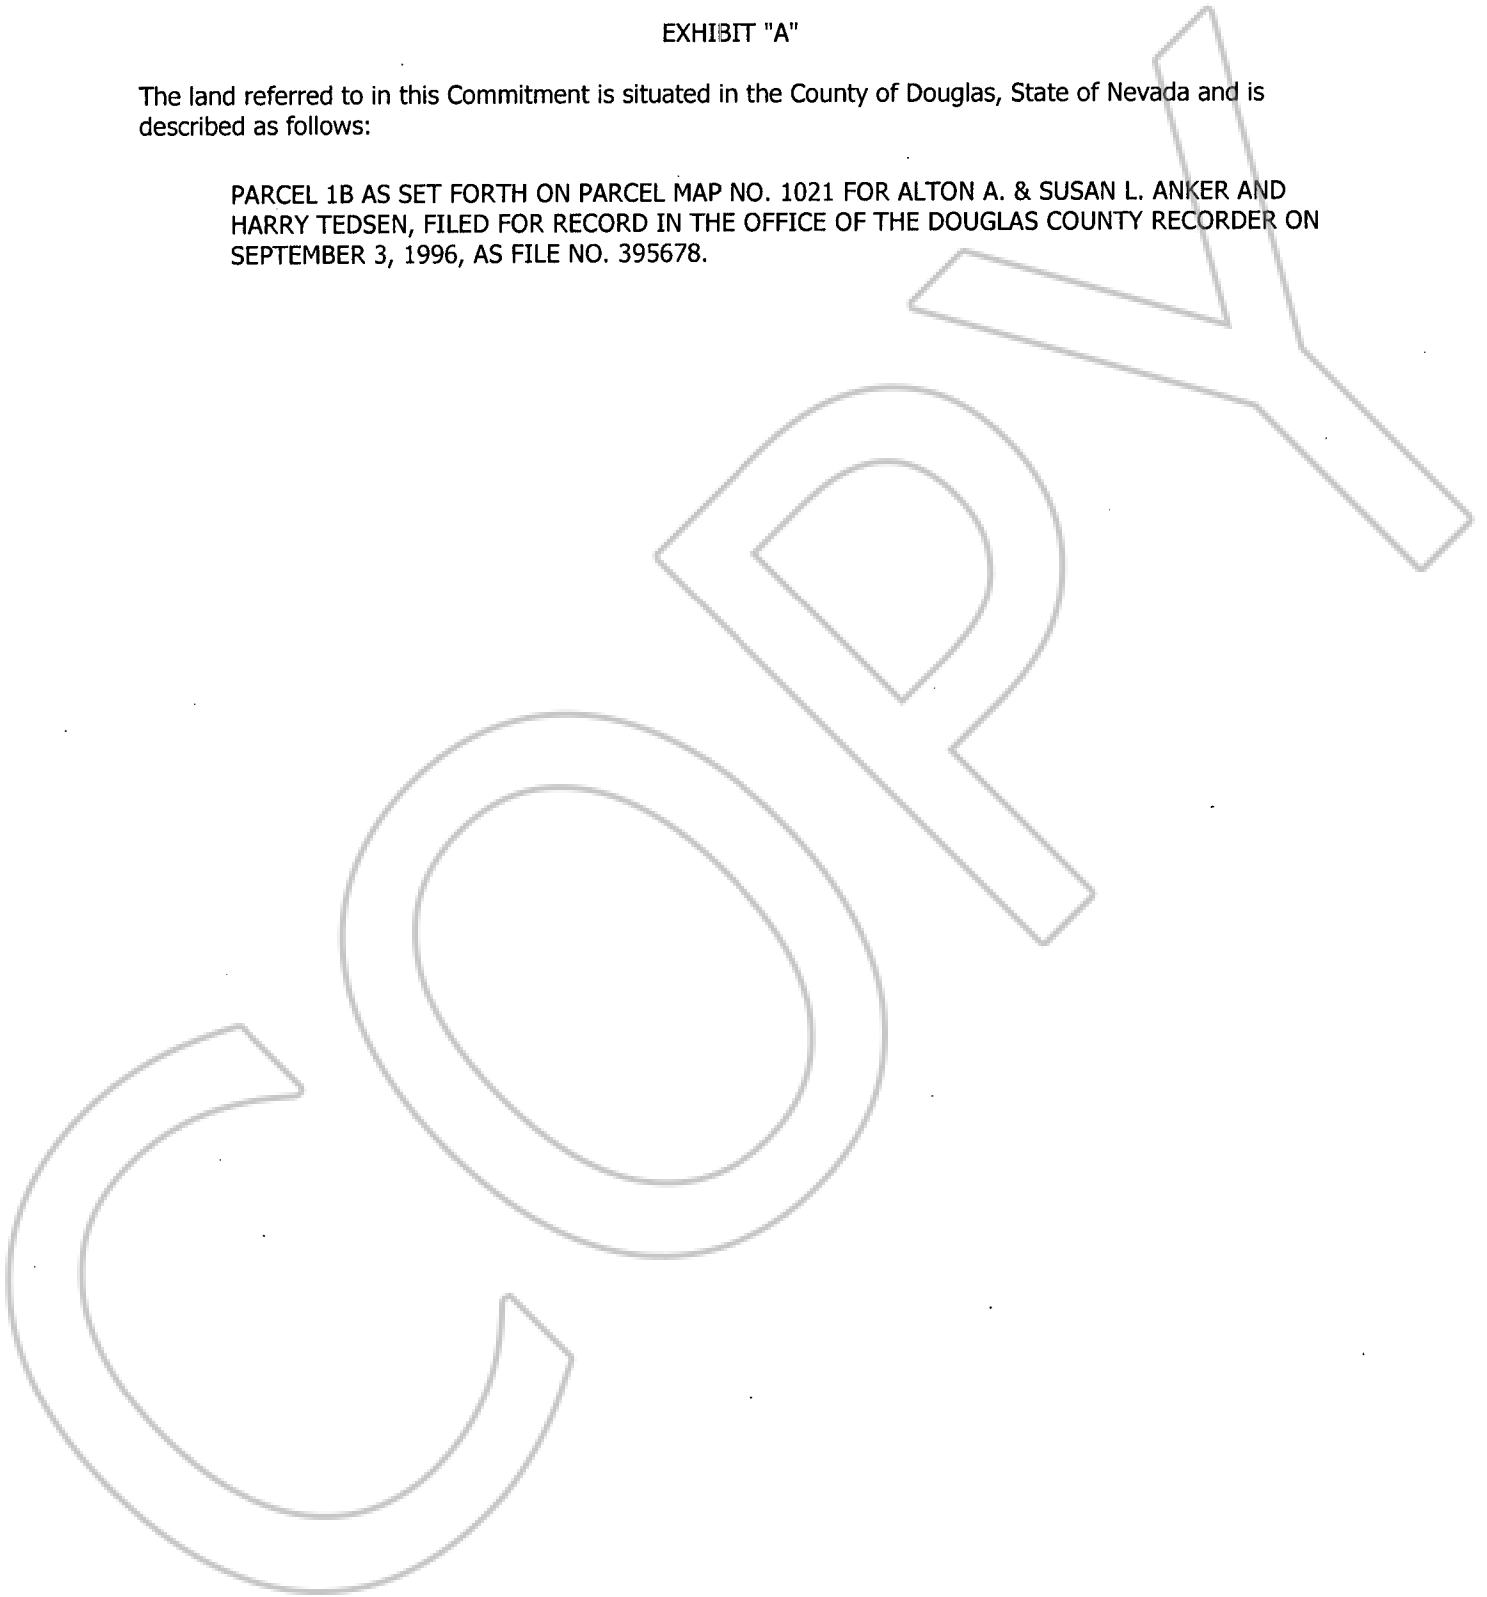 EXHIBIT "A"
The land referred to in this Commitment is situated in the County of Douglas, State of Nevada and is
described as follows:
PARCEL 1B AS SET FORTH ON PARCEL MAP NO. 1021 FOR ALTON A. & SUSAN L. ANKER AND
HARRY TEDSEN, FILED FOR RECORD IN THE OFFICE OF THE DOUGLAS COUNTY RECORDER ON
SEPTEMBER 3, 1996, AS FILE NO. 395678.
COPY